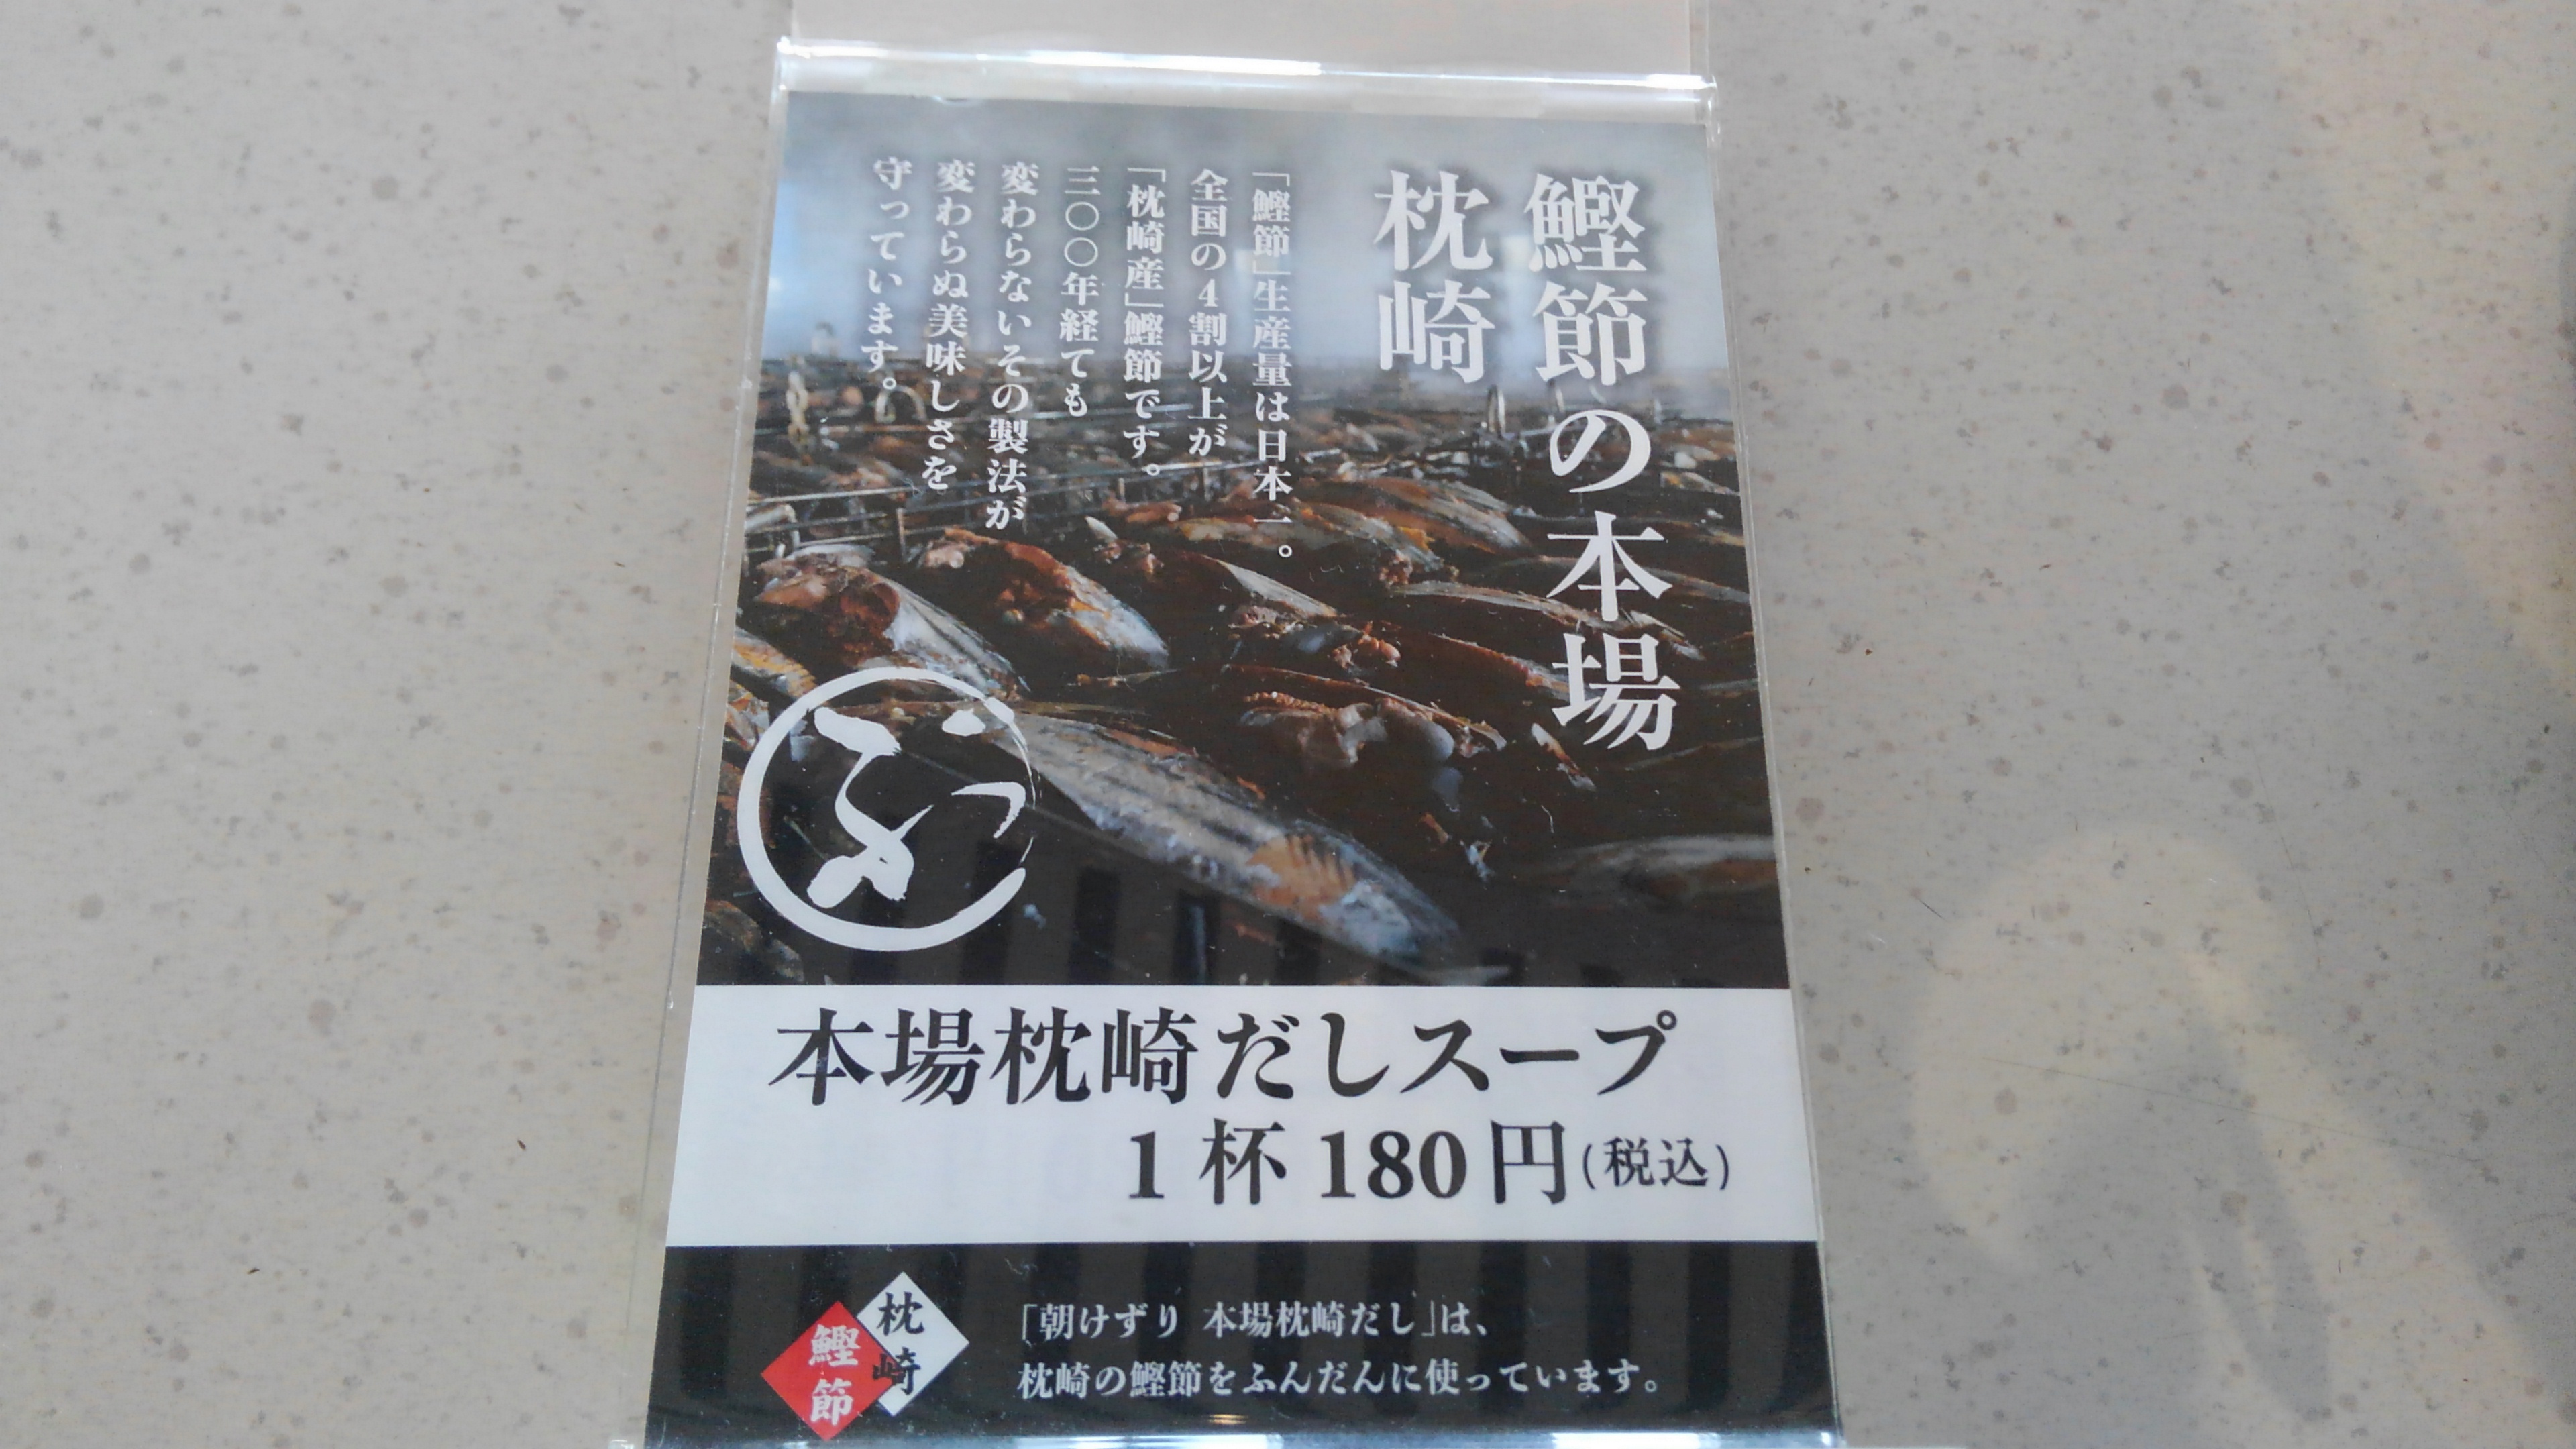 鰹節の本場
枕崎
「鰹節」生産量は日本一。
全国の4割以上が
「枕崎産」鰹節です。
三〇〇年経ても
変わらないその製法が
変わらぬ美味しさを
守っています。
本場枕崎だしスープ
1杯 180円(税込)
枕崎
鰹節
「朝けずり 本場枕崎だし」は、
枕崎の鰹節をふんだんに使っています。